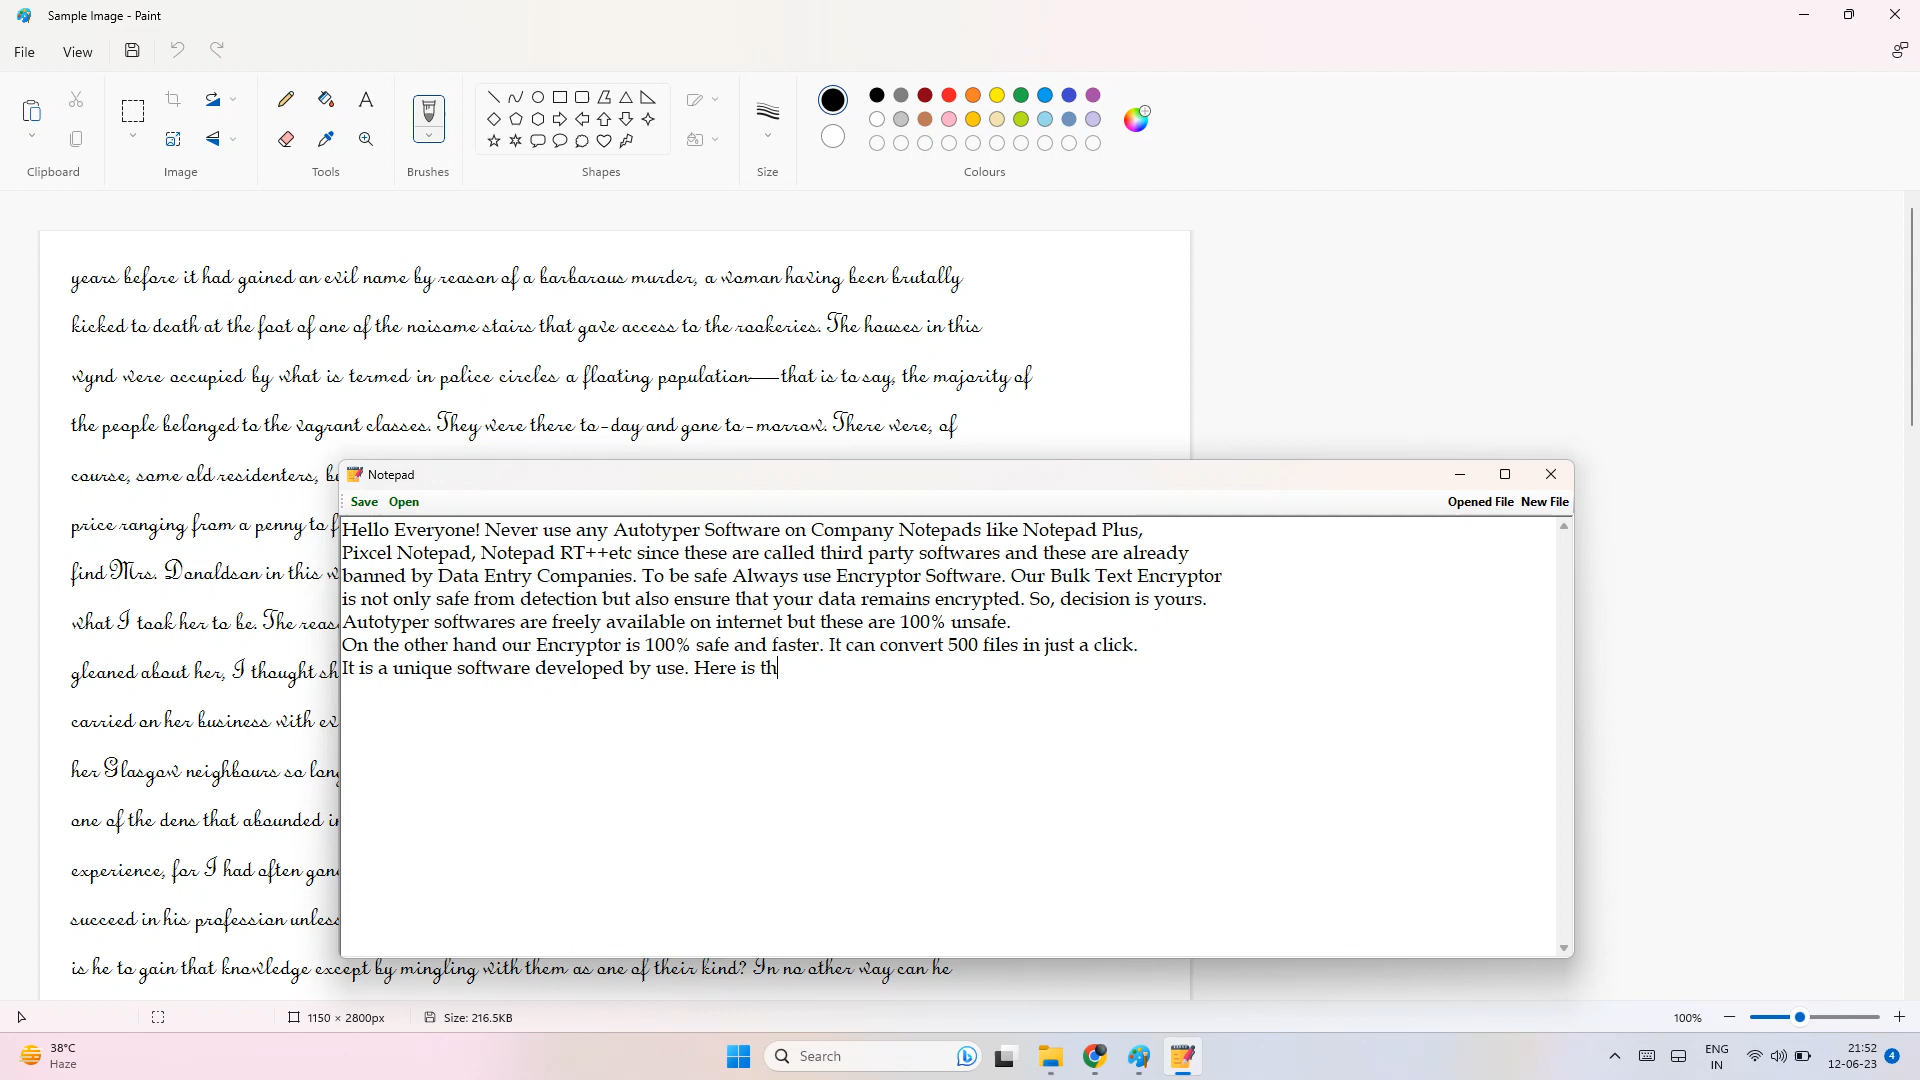 Sample Image - Paint
File View
Clipboard Image Tools Brushes Shapes Size Colours
years before it had gained an evil name by reason of a barbarous murder, a woman having been brutally
kicked to death at the foot of one of the noisome stairs that gave access to the rookeries. The houses in this
wynd were occupied by what is termed in police circles a floating population—that is to say, the majority of
the people belonged to the vagrant classes. They were there to-day and gone to-morrow. There were, of
course, some old residenters, be
price ranging from a penny to f
find Mrs. Donaldson in this w
what I took her to be. The reas
gleaned about her, I thought sh
carried on her business with ev
her Glasgow neighbours so long
one of the dens that abounded in
experience, for I had often gon
succeed in his profession unless
is he to gain that knowledge except by mingling with them as one of their kind? In no other way can he
Notepad
Save Open Opened File New File
Hello Everyone! Never use any Autotyper Software on Company Notepads like Notepad Plus,
Pixcel Notepad, Notepad RT++etc since these are called third party softwares and these are already
banned by Data Entry Companies. To be safe Always use Encryptor Software. Our Bulk Text Encryptor
is not only safe from detection but also ensure that your data remains encrypted. So, decision is yours.
Autotyper softwares are freely available on internet but these are 100% unsafe.
On the other hand our Encryptor is 100% safe and faster. It can convert 500 files in just a click.
It is a unique software developed by use. Here is th
1150 × 2800px Size: 216.5KB 100%
38°C
Haze
Search
ENG
IN
21:52
12-06-23
4